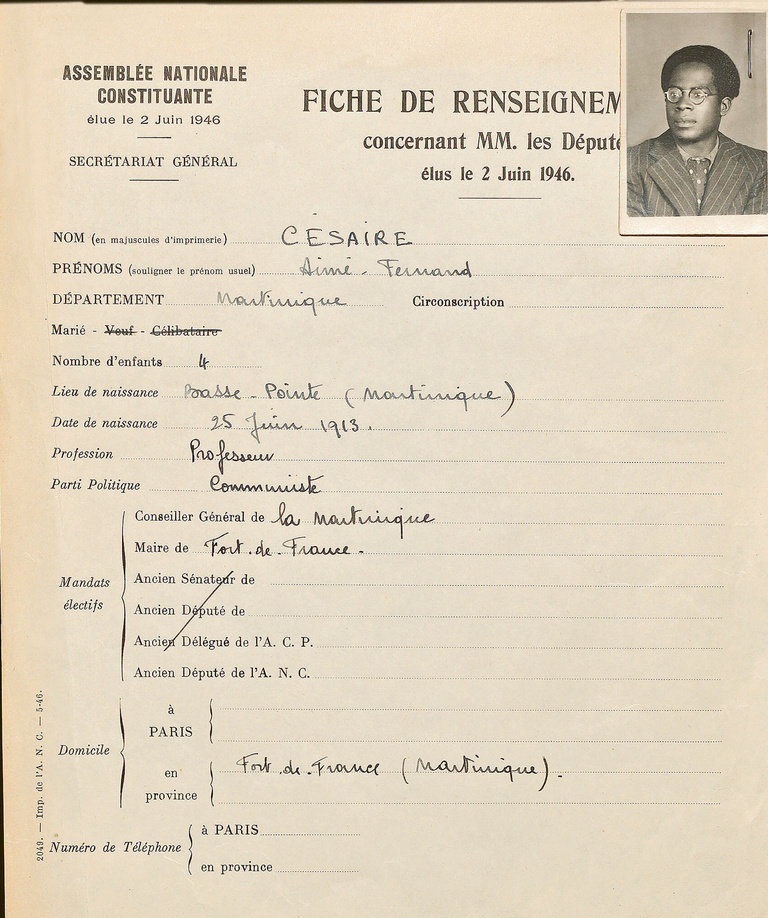 ASSEMBLÉE NATIONALE
CONSTITUANTE
élue le 2 Juin 1946
SECRÉTARIAT GÉNÉRAL
FICHE DE RENSEIGNEM
concernant MM. les Déput
élus le 2 Juin 1946.
NOM (en majuscules d'imprimerie) CÉSAIRE
PRÉNOMS (souligner le prénom usuel) Aimé - Fernand
DÉPARTEMENT Martinique Circonscription
Marié - Veuf - Célibataire
Nombre d'enfants 4
Lieu de naissance Basse-Pointe (Martinique)
Date de naissance 25 Juin 1913.
Profession Professeur
Parti Politique Communiste
Mandats électifs
Conseiller Général de la Martinique
Maire de Fort-de-France.
Ancien Sénateur de
Ancien Député de
Ancien Délégué de l'A. C. P.
Ancien Député de l'A. N. C.
Domicile
à PARIS
en province Fort-de-France (Martinique).
Numéro de Téléphone
à PARIS
en province
2049. — Imp. de l'A. N. C. — 5-46.